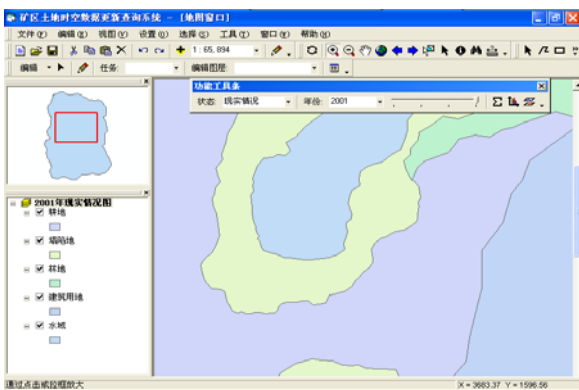 矿区土地时空数据更新查询系统 - [地图窗口]
文件(F) 编辑(E) 视图(V) 设置(O) 选择(S) 工具(T) 窗口(W) 帮助(H)
1:65,894
编辑 任务: 编辑图层:
功能工具条
状态: 现实情况 年份: 2001
2001年现实情况图
耕地
塌陷地
林地
建筑用地
水域
通过点击或拉框放大
X = 3683.37 Y = 1596.56